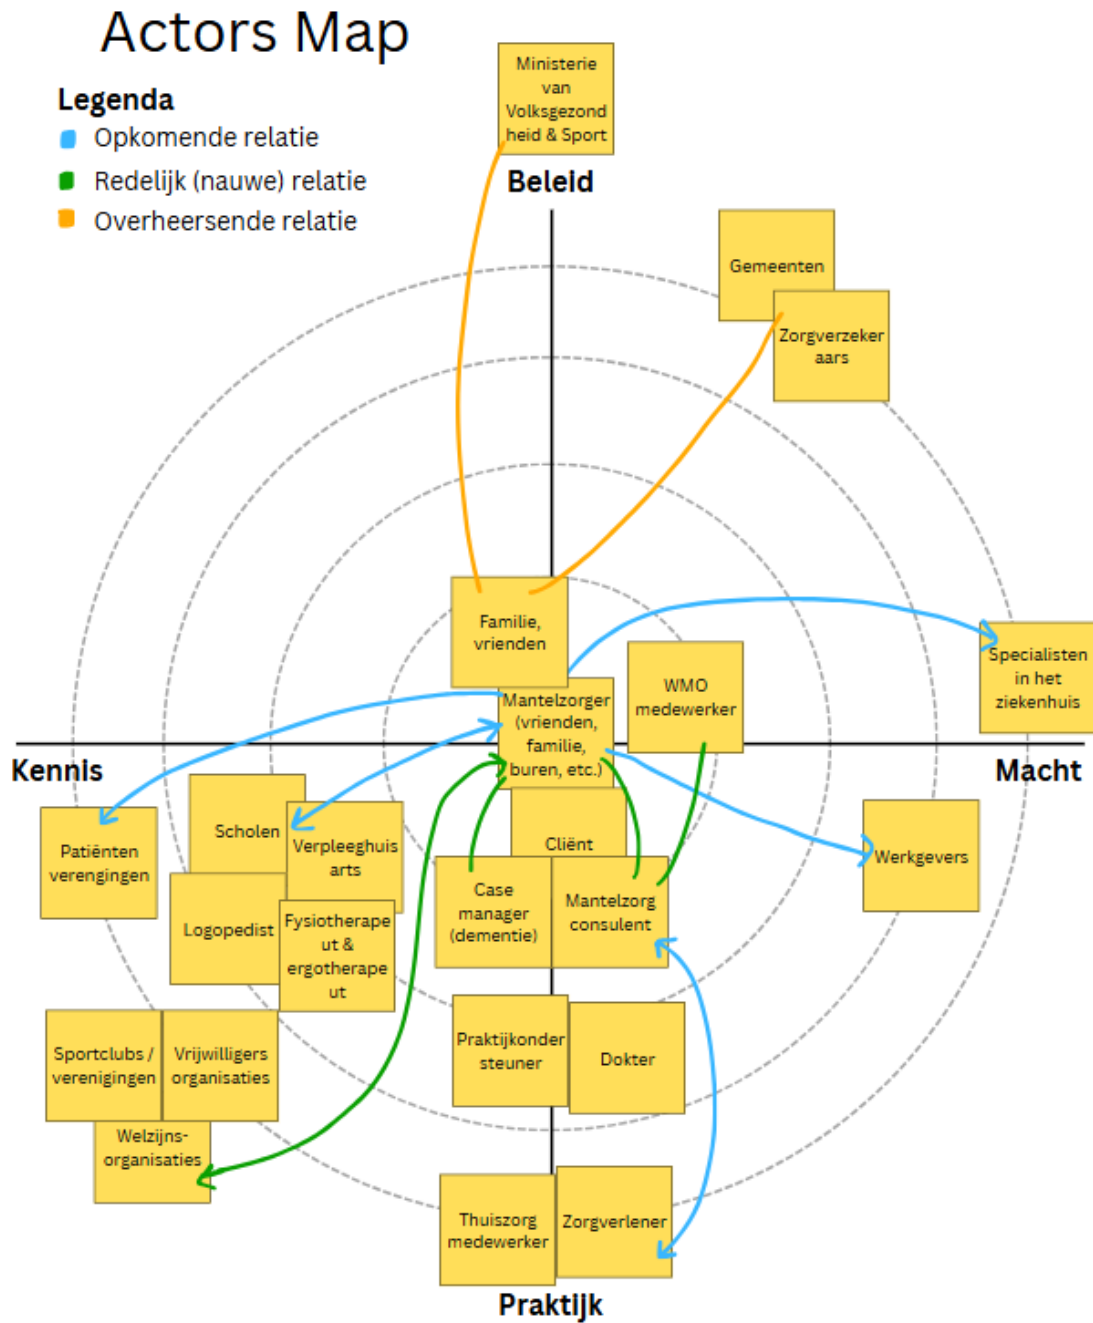 Actors Map
Legenda
Opkomende relatie
Redelijk (nauwe) relatie
Overheersende relatie
Ministerie
van
Volksgezond
heid & Sport
Beleid
Gemeenten
Zorgverzeker
aars
Familie,
vrienden
WMO
medewerker
Specialisten
in het
ziekenhuis
Mantelzorger
(vrienden,
familie,
buren, etc.)
Kennis
Macht
Scholen
Patiënten
verengingen
Verpleeghuis
arts
Cliënt
Werkgevers
Logopedist
Fysiotherape
ut &
ergotherape
ut
Case
manager
(dementie)
Mantelzorg
consulent
Sportclubs /
verenigingen
Vrijwilligers
organisaties
Praktijkonder
steuner
Dokter
Welzijns-
organisaties
Thuiszorg
medewerker
Zorgverlener
Praktijk